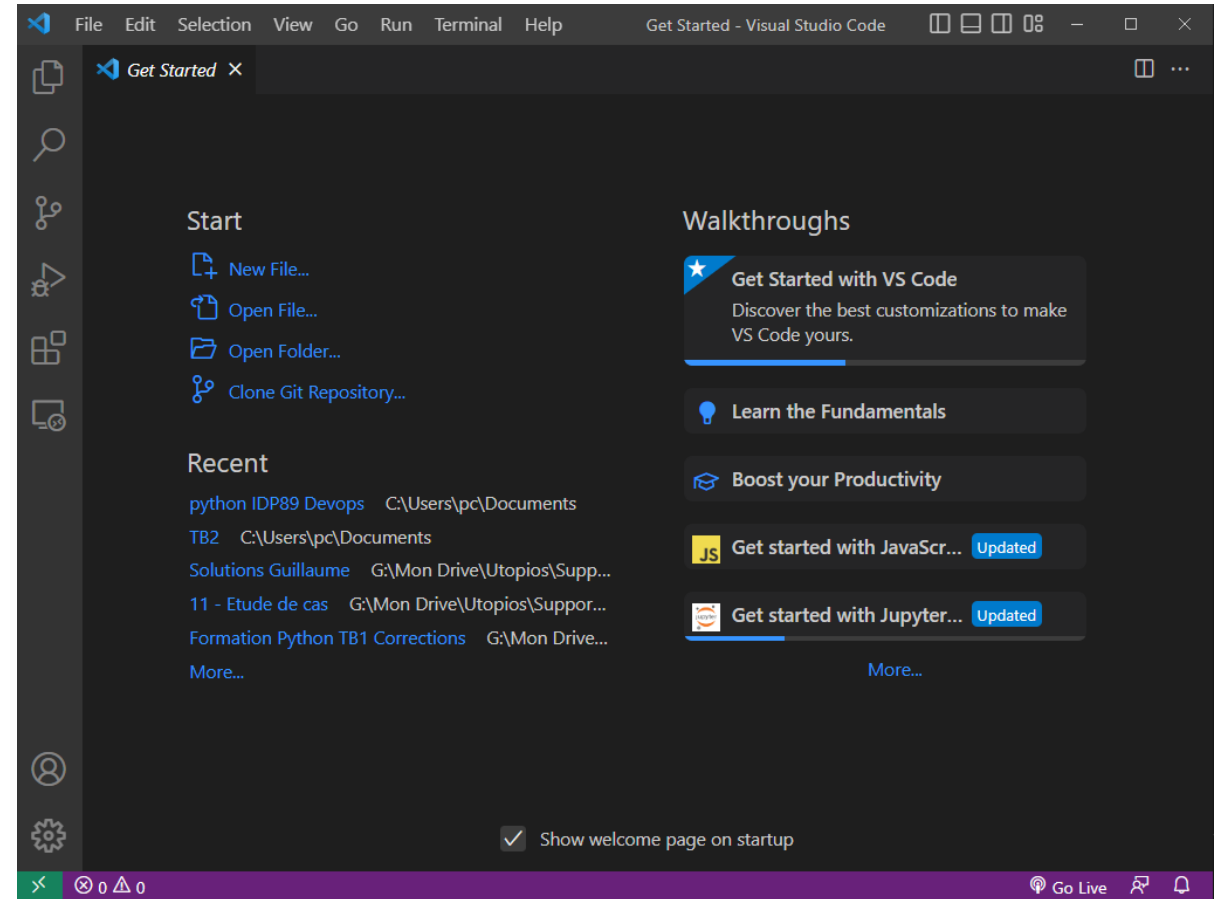 File Edit Selection View Go Run Terminal Help Get Started - Visual Studio Code
Get Started
Start
New File...
Open File...
Open Folder...
Clone Git Repository...
Recent
python IDP89 Devops C:\Users\pc\Documents
TB2 C:\Users\pc\Documents
Solutions Guillaume G:\Mon Drive\Utopios\Supp...
11 - Etude de cas G:\Mon Drive\Utopios\Suppor...
Formation Python TB1 Corrections G:\Mon Drive...
More...
Walkthroughs
Get Started with VS Code
Discover the best customizations to make
VS Code yours.
Learn the Fundamentals
Boost your Productivity
JS Get started with JavaScr... Updated
jupyter Get started with Jupyter... Updated
More...
Show welcome page on startup
0 0 Go Live